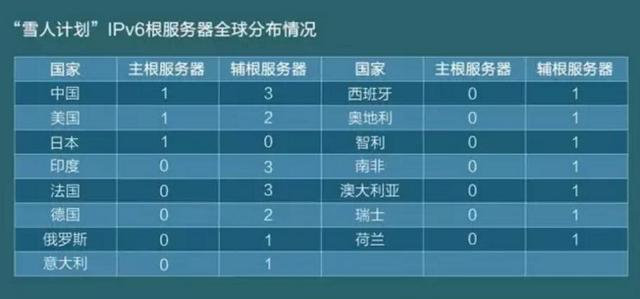 “雪人计划”IPv6根服务器全球分布情况
国家 主根服务器 辅根服务器 国家 主根服务器 辅根服务器
中国 1 3 西班牙 0 1
美国 1 2 奥地利 0 1
日本 1 0 智利 0 1
印度 0 3 南非 0 1
法国 0 3 澳大利亚 0 1
德国 0 2 瑞士 0 1
俄罗斯 0 1 荷兰 0 1
意大利 0 1